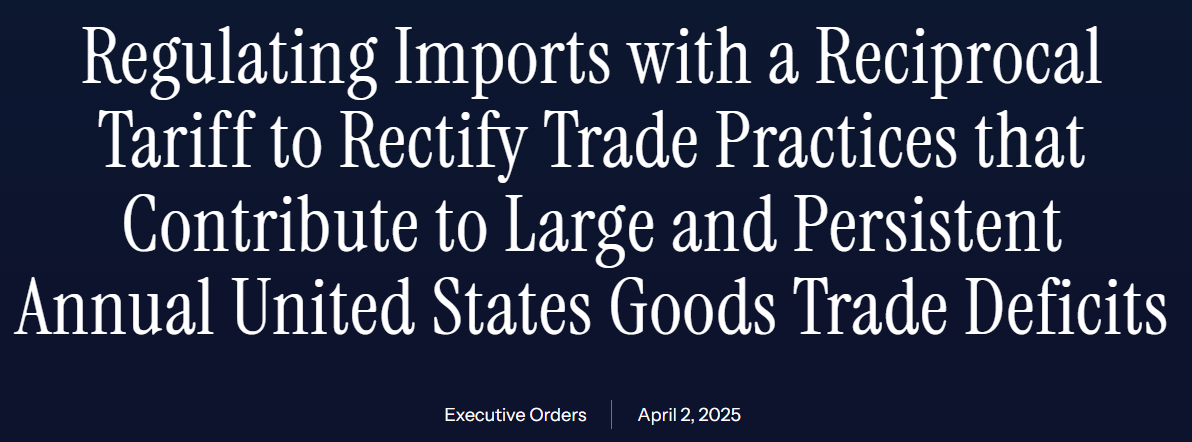 Regulating Imports with a Reciprocal
Tariff to Rectify Trade Practices that
Contribute to Large and Persistent
Annual United States Goods Trade Deficits
Executive Orders | April 2, 2025